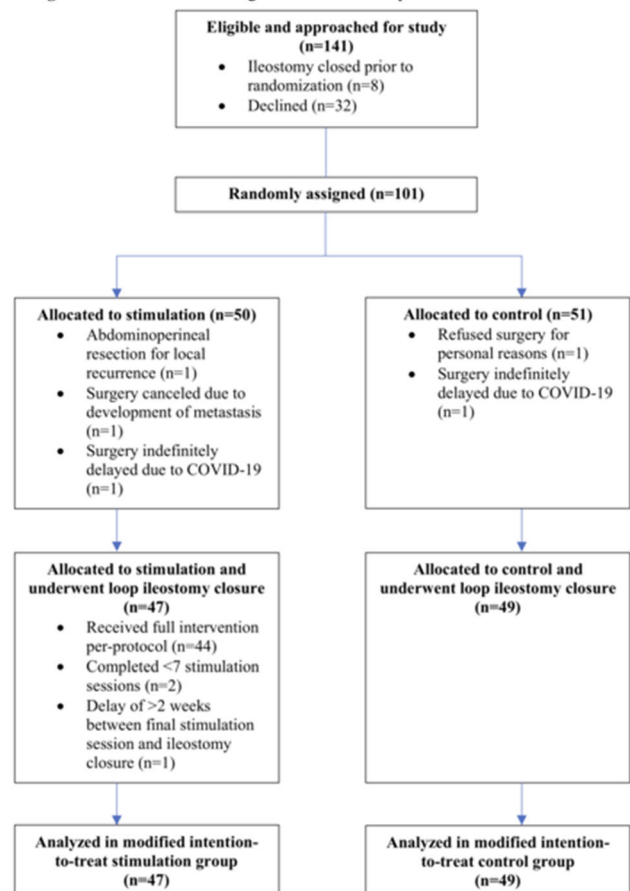 Eligible and approached for study
(n=141)
• Ileostomy closed prior to
randomization (n=8)
• Declined (n=32)
Randomly assigned (n=101)
Allocated to stimulation (n=50)
• Abdominoperineal
resection for local
recurrence (n=1)
• Surgery canceled due to
development of metastasis
(n=1)
• Surgery indefinitely
delayed due to COVID-19
(n=1)
Allocated to control (n=51)
• Refused surgery for
personal reasons (n=1)
• Surgery indefinitely
delayed due to COVID-19
(n=1)
Allocated to stimulation and
underwent loop ileostomy closure
(n=47)
• Received full intervention
per-protocol (n=44)
• Completed <7 stimulation
sessions (n=2)
• Delay of >2 weeks
between final stimulation
session and ileostomy
closure (n=1)
Allocated to control and
underwent loop ileostomy closure
(n=49)
Analyzed in modified intention-
to-treat stimulation group
(n=47)
Analyzed in modified intention-
to-treat control group
(n=49)